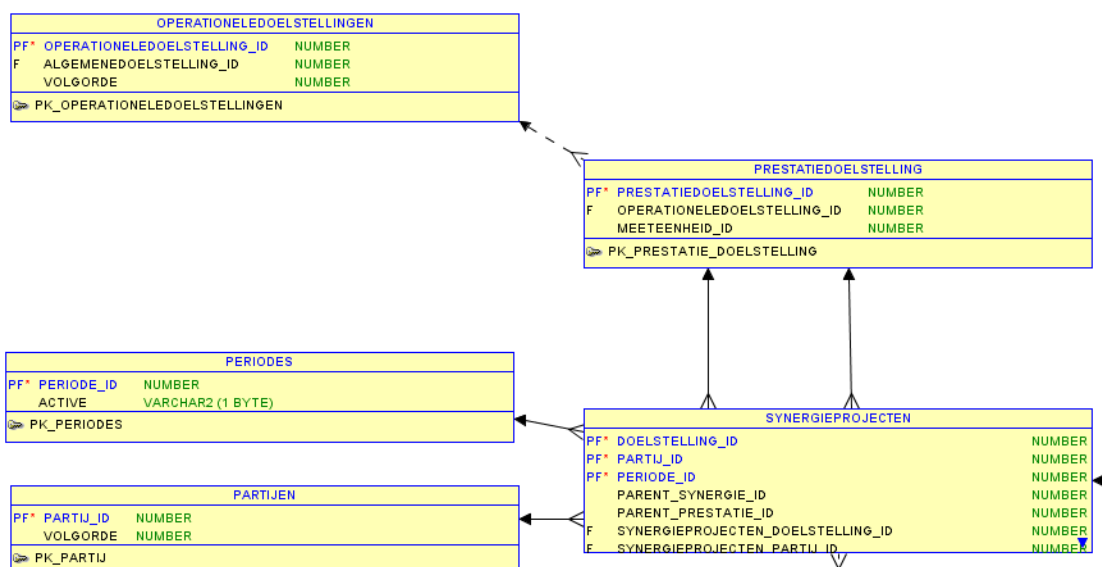 OPERATIONELEDOELSTELLINGEN
PF* OPERATIONELEDOELSTELLING_ID NUMBER
F ALGEMENEDOELSTELLING_ID NUMBER
VOLGORDE NUMBER
PK_OPERATIONELEDOELSTELLINGEN
PRESTATIEDOELSTELLING
PF* PRESTATIEDOELSTELLING_ID NUMBER
F OPERATIONELEDOELSTELLING_ID NUMBER
MEETEENHEID_ID NUMBER
PK_PRESTATIE_DOELSTELLING
PERIODES
PF* PERIODE_ID NUMBER
ACTIVE VARCHAR2 (1 BYTE)
PK_PERIODES
PARTIJEN
PF* PARTIJ_ID NUMBER
VOLGORDE NUMBER
PK_PARTIJ
SYNERGIEPROJECTEN
PF* DOELSTELLING_ID NUMBER
PF* PARTIJ_ID NUMBER
PF* PERIODE_ID NUMBER
PARENT_SYNERGIE_ID NUMBER
PARENT_PRESTATIE_ID NUMBER
F SYNERGIEPROJECTEN_DOELSTELLING_ID NUMBER
F SYNERGIEPROJECTEN_PARTIJ_ID NUMBER